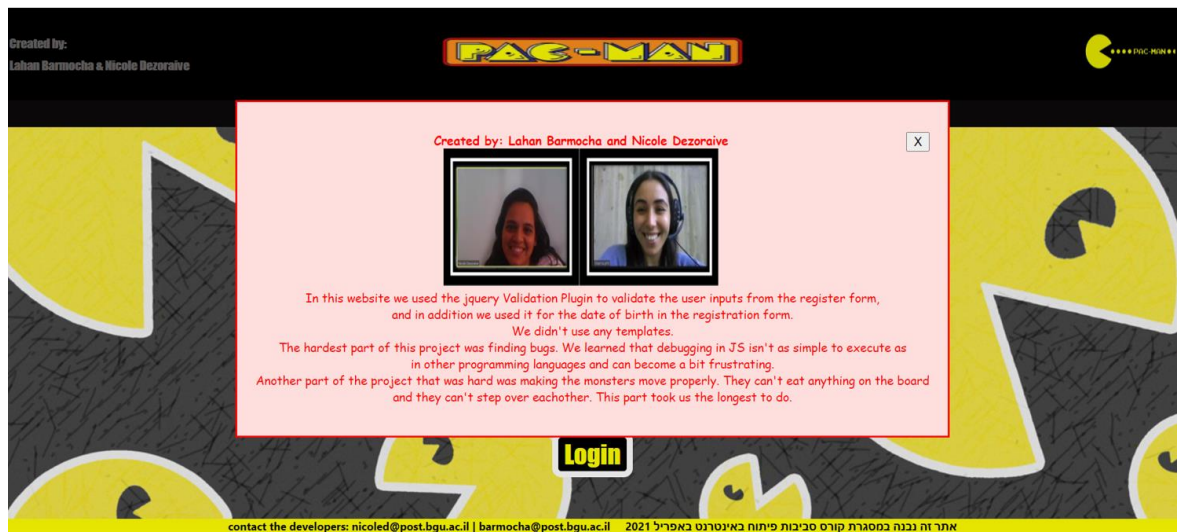 Created by:
Lahan Barmocha & Nicole Dezoraive
PAC-MAN
PAC-MAN
Created by: Lahan Barmocha and Nicole Dezoraive
X
In this website we used the jquery Validation Plugin to validate the user inputs from the register form,
and in addition we used it for the date of birth in the registration form.
We didn't use any templates.
The hardest part of this project was finding bugs. We learned that debugging in JS isn't as simple to execute as
in other programming languages and can become a bit frustrating.
Another part of the project that was hard was making the monsters move properly. They can't eat anything on the board
and they can't step over eachother. This part took us the longest to do.
Login
contact the developers: nicoled@post.bgu.ac.il | barmocha@post.bgu.ac.il אתר זה נבנה במסגרת קורס סביבות פיתוח באינטרנט באפריל 2021